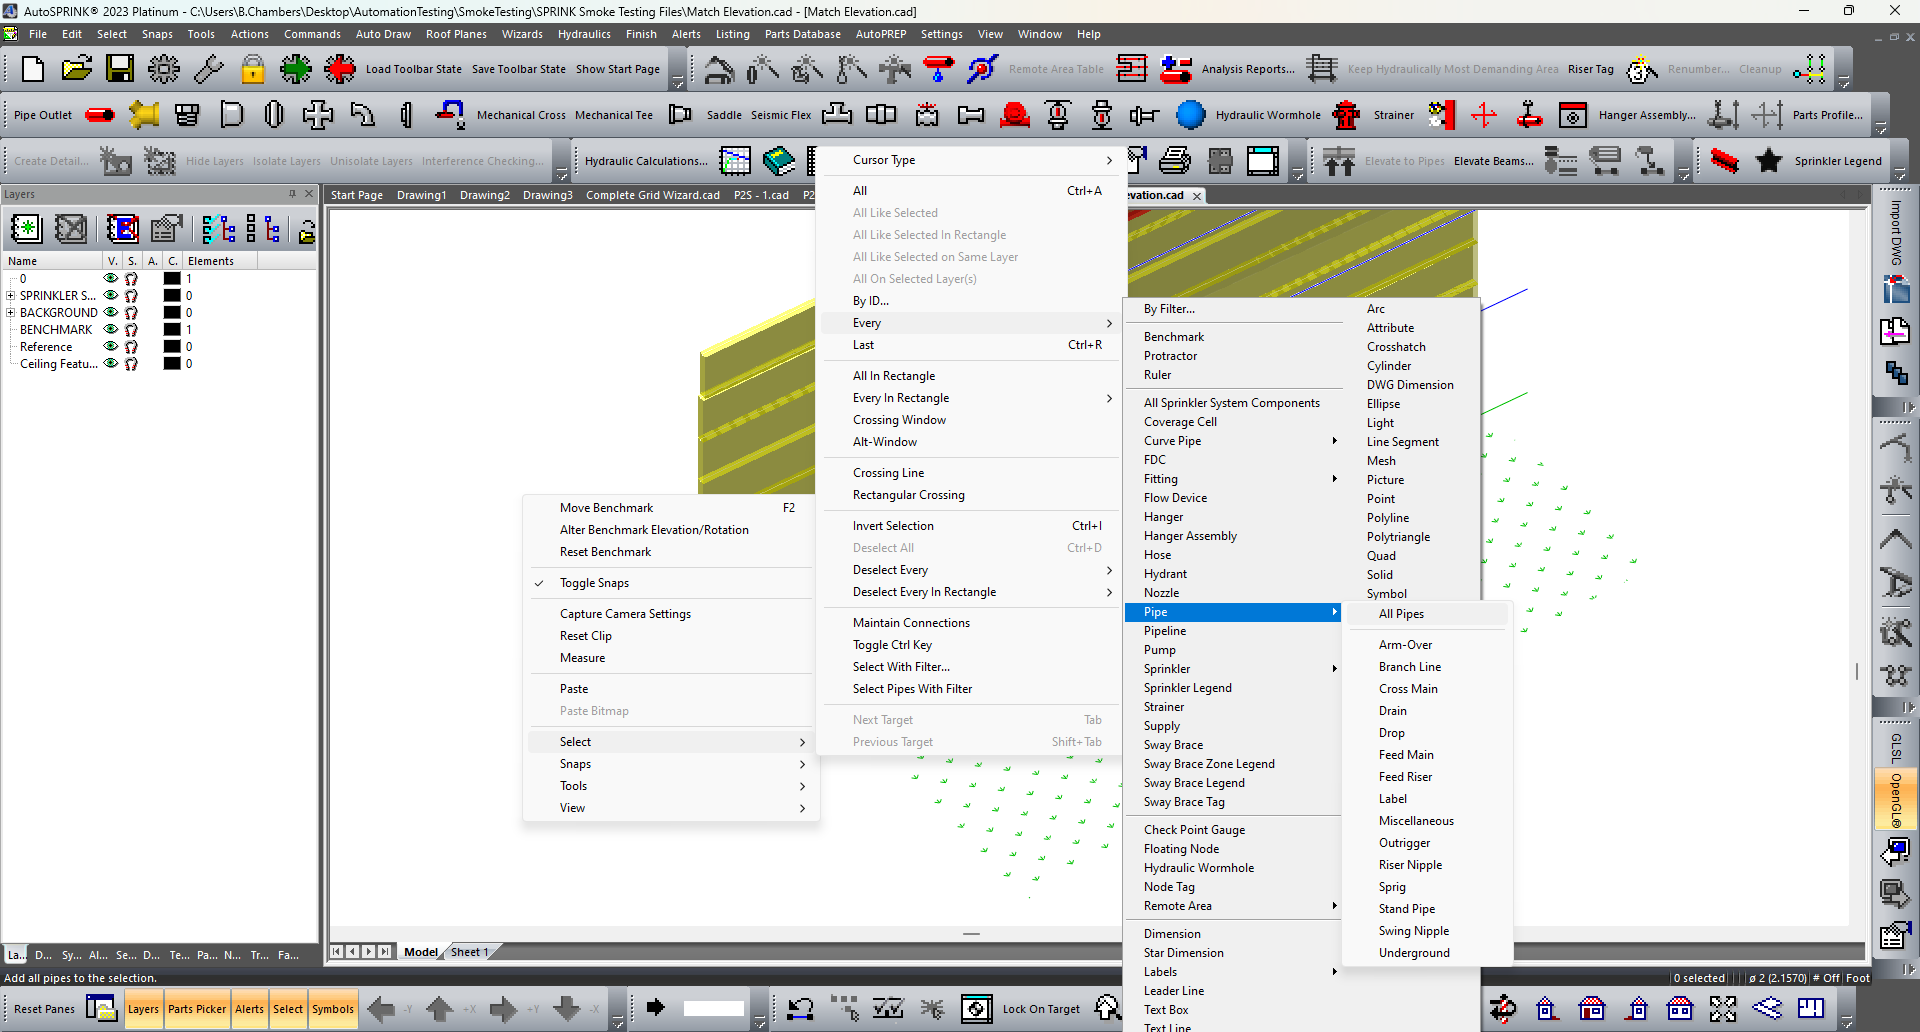 AutoSPRINK® 2023 Platinum - C:\Users\B.Chambers\Desktop\AutomationTesting\SmokeTesting\SPRINK Smoke Testing Files\Match Elevation.cad - [Match Elevation.cad]
File Edit Select Snaps Tools Actions Commands Auto Draw Roof Planes Wizards Hydraulics Finish Alerts Listing Parts Database AutoPREP Settings View Window Help
Load Toolbar State Save Toolbar State Show Start Page Remote Area Table Analysis Reports... Keep Hydraulically Most Demanding Area Riser Tag Renumber... Cleanup
Pipe Outlet Mechanical Cross Mechanical Tee Saddle Seismic Flex Hydraulic Wormhole Strainer Hanger Assembly... Parts Profile...
Create Detail... Hide Layers Isolate Layers Unisolate Layers Interference Checking... Hydraulic Calculations... Elevate to Pipes Elevate Beams... Sprinkler Legend
Layers
Start Page Drawing1 Drawing2 Drawing3 Complete Grid Wizard.cad P2S - 1.cad P2 evation.cad
Name V. S. A. C. Elements
0 1
SPRINKLER S... 0
BACKGROUND 0
BENCHMARK 1
Reference 0
Ceiling Featu... 0
Move Benchmark F2
Alter Benchmark Elevation/Rotation
Reset Benchmark
Toggle Snaps
Capture Camera Settings
Reset Clip
Measure
Paste
Paste Bitmap
Select
Snaps
Tools
View
Cursor Type
All Ctrl+A
All Like Selected
All Like Selected In Rectangle
All Like Selected on Same Layer
All On Selected Layer(s)
By ID...
Every
Last Ctrl+R
All In Rectangle
Every In Rectangle
Crossing Window
Alt-Window
Crossing Line
Rectangular Crossing
Invert Selection Ctrl+I
Deselect All Ctrl+D
Deselect Every
Deselect Every In Rectangle
Maintain Connections
Toggle Ctrl Key
Select With Filter...
Select Pipes With Filter
Next Target Tab
Previous Target Shift+Tab
By Filter...
Benchmark
Protractor
Ruler
All Sprinkler System Components
Coverage Cell
Curve Pipe
FDC
Fitting
Flow Device
Hanger
Hanger Assembly
Hose
Hydrant
Nozzle
Pipe
Pipeline
Pump
Sprinkler
Sprinkler Legend
Strainer
Supply
Sway Brace
Sway Brace Zone Legend
Sway Brace Legend
Sway Brace Tag
Check Point Gauge
Floating Node
Hydraulic Wormhole
Node Tag
Remote Area
Dimension
Star Dimension
Labels
Leader Line
Text Box
Text Line
Arc
Attribute
Crosshatch
Cylinder
DWG Dimension
Ellipse
Light
Line Segment
Mesh
Picture
Point
Polyline
Polytriangle
Quad
Solid
Symbol
All Pipes
Arm-Over
Branch Line
Cross Main
Drain
Drop
Feed Main
Feed Riser
Label
Miscellaneous
Outrigger
Riser Nipple
Sprig
Stand Pipe
Swing Nipple
Underground
Import DWG
GLSL
OpenGL®
La... D... Sy... Al... Se... D... Te... Pa... N... Tr... Fa...
Model Sheet 1
Add all pipes to the selection. 0 selected ø 2 (2.1570) # Off Foot
Reset Panes Layers Parts Picker Alerts Select Symbols -Y +X +Y -X Lock On Target